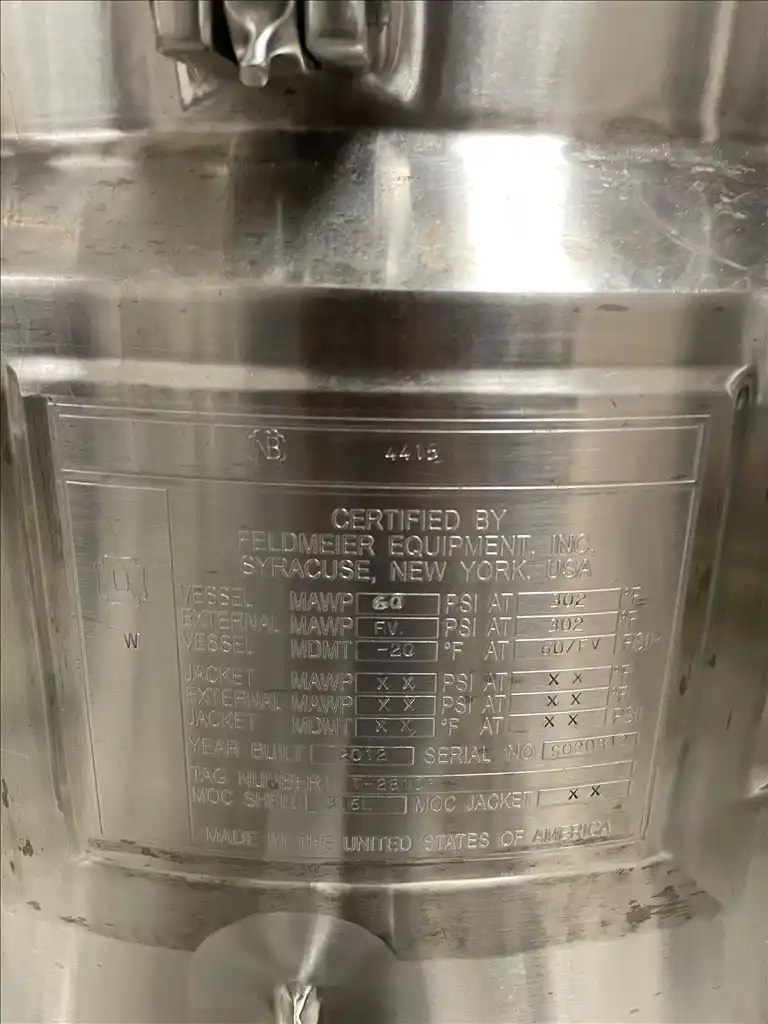 NB 4415
CERTIFIED BY
FELDMEIER EQUIPMENT, INC.
SYRACUSE, NEW YORK, USA
U
W
VESSEL MAWP 60 PSI AT 302 °F
EXTERNAL MAWP FV. PSI AT 302 °F
VESSEL MDMT -20 °F AT 60/FV PSI
JACKET MAWP X X PSI AT X X °F
EXTERNAL MAWP X X PSI AT X X °F
JACKET MDMT X X °F AT X X PSI
YEAR BUILT 2012 SERIAL NO
TAG NUMBER
MOC SHELL 316L MOC JACKET X X
MADE IN THE UNITED STATES OF AMERICA